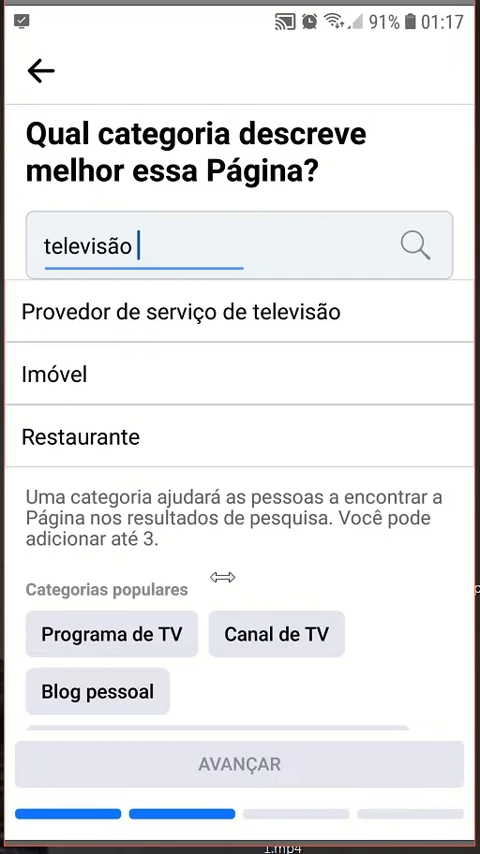 91% 01:17
Qual categoria descreve
melhor essa Página?
televisão
Provedor de serviço de televisão
Imóvel
Restaurante
Uma categoria ajudará as pessoas a encontrar a
Página nos resultados de pesquisa. Você pode
adicionar até 3.
Categorias populares
Programa de TV Canal de TV
Blog pessoal
AVANÇAR
1.mp4